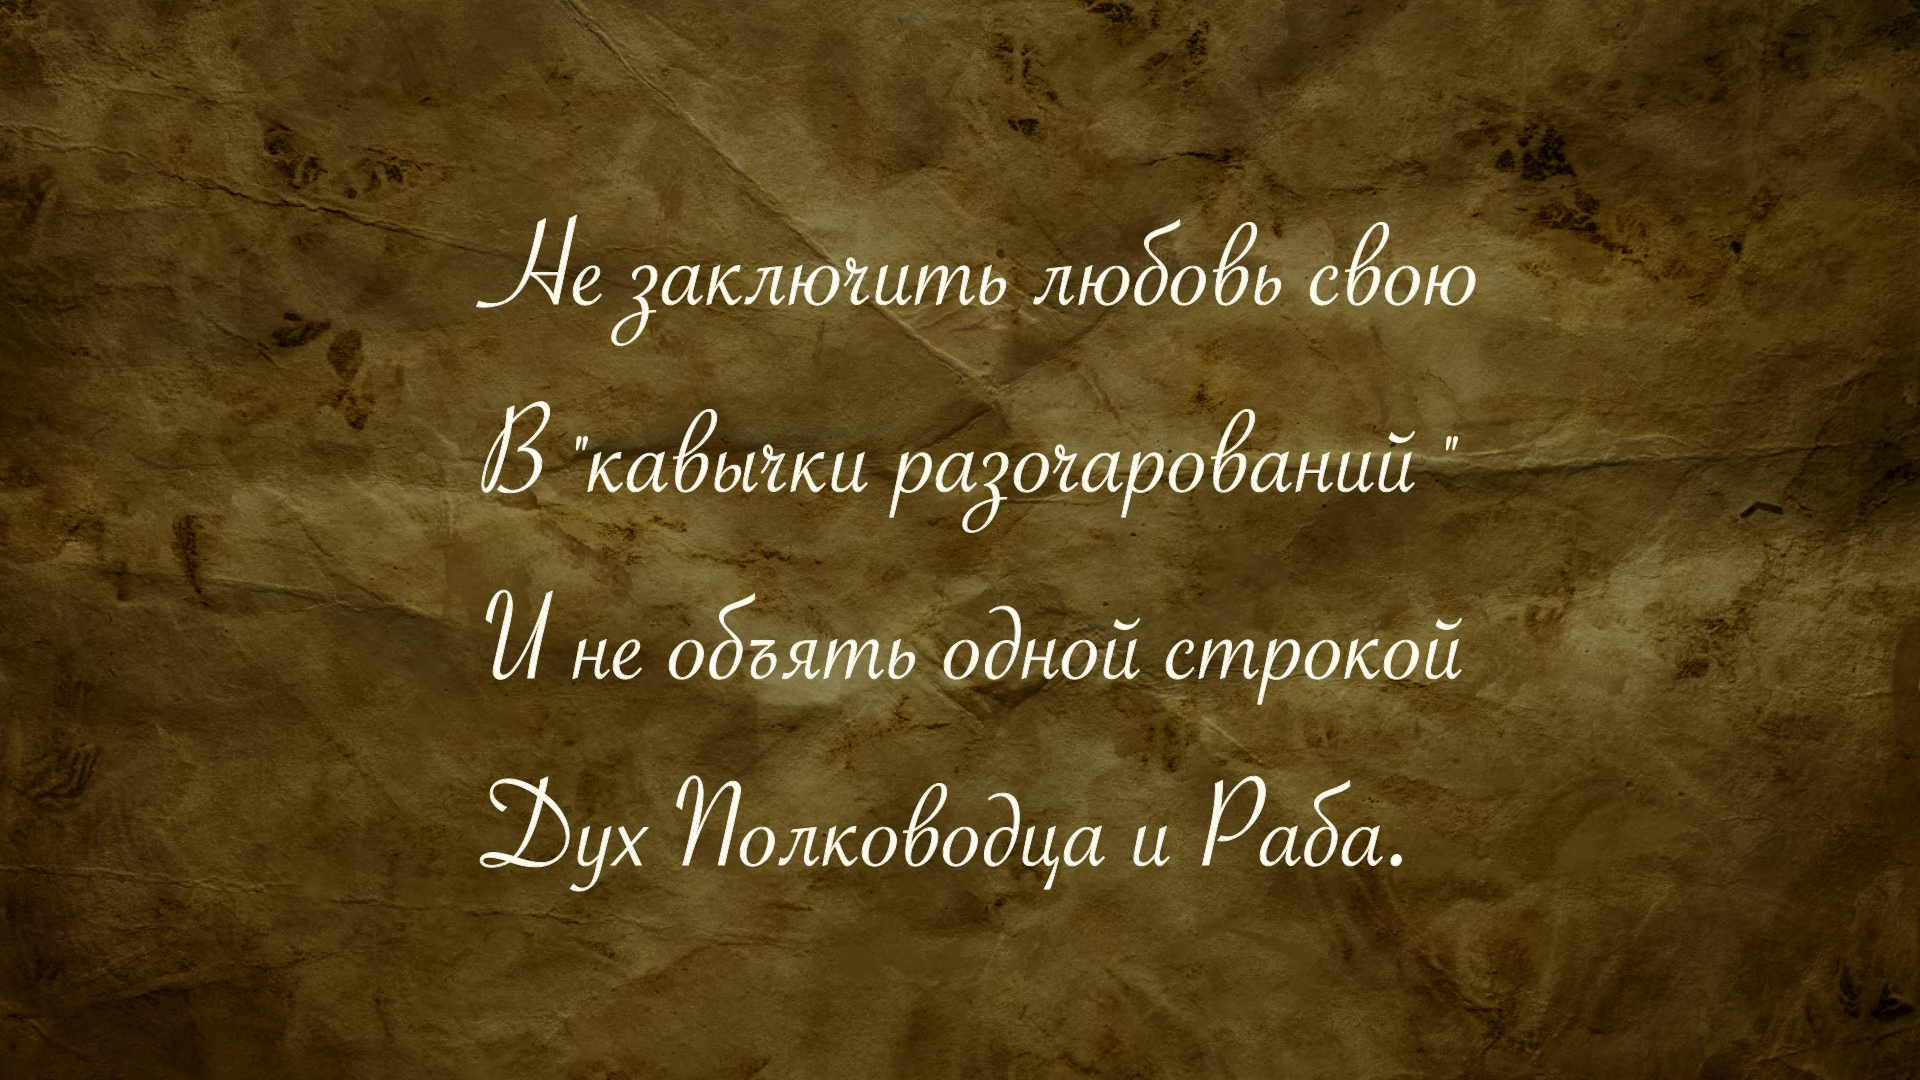 Не заключить любовь свою
В "кавычки разочарований "
И не объять одной строкой
Дух Полководца и Раба.